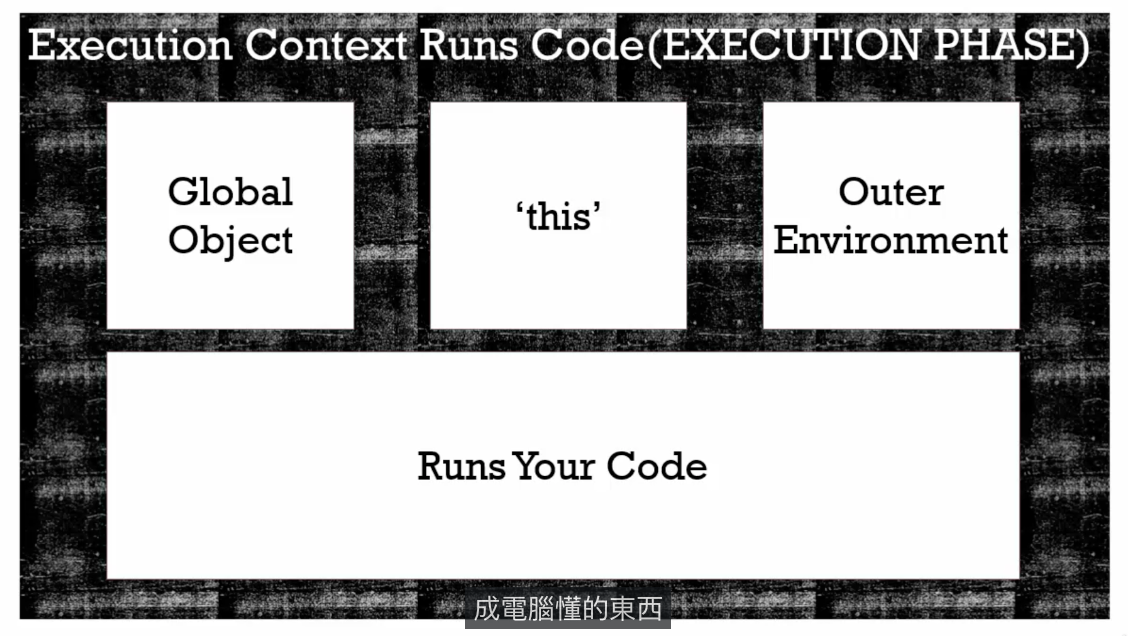 Execution Context Runs Code(EXECUTION PHASE)
Global
Object
‘this’
Outer
Environment
Runs Your Code
成電腦懂的東西